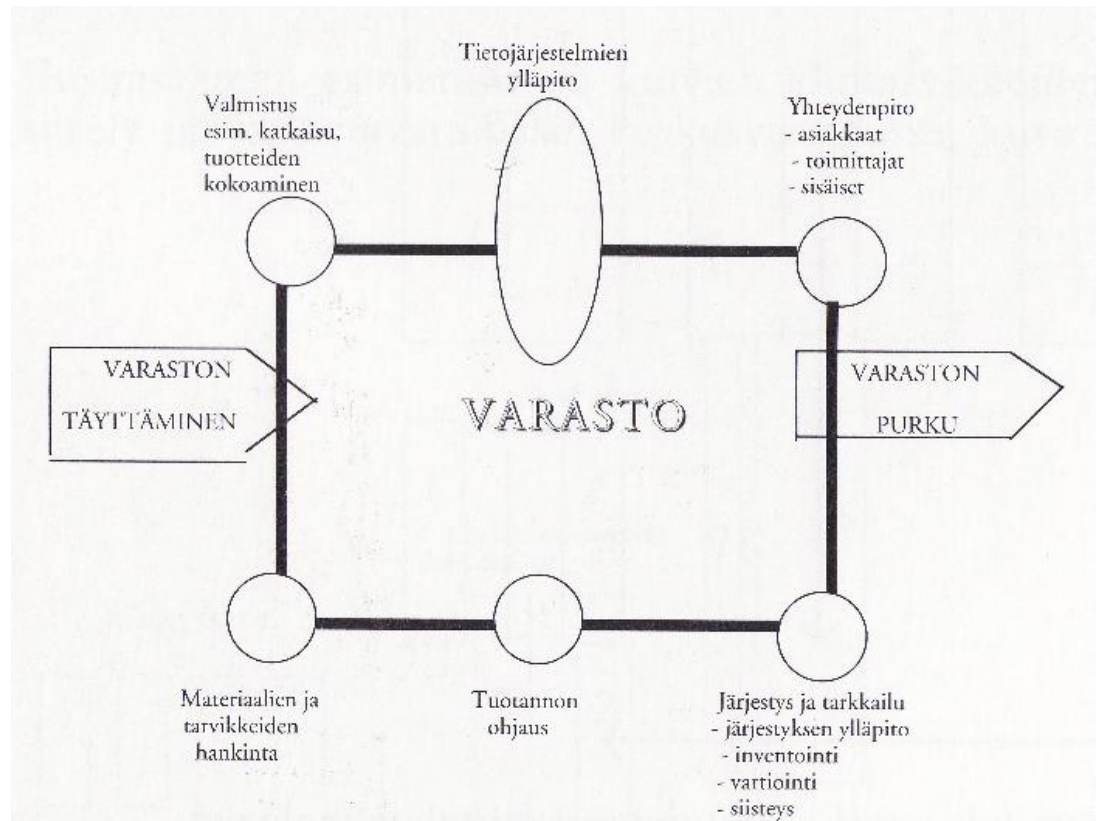 Tietojärjestelmien
ylläpito
Valmistus
esim. katkaisu,
tuotteiden
kokoaminen
Yhteydenpito
- asiakkaat
- toimittajat
- sisäiset
VARASTON
TÄYTTÄMINEN
VARASTO
VARASTON
PURKU
Materiaalien ja
tarvikkeiden
hankinta
Tuotannon
ohjaus
Järjestys ja tarkkailu
- järjestyksen ylläpito
- inventointi
- vartiointi
- siisteys